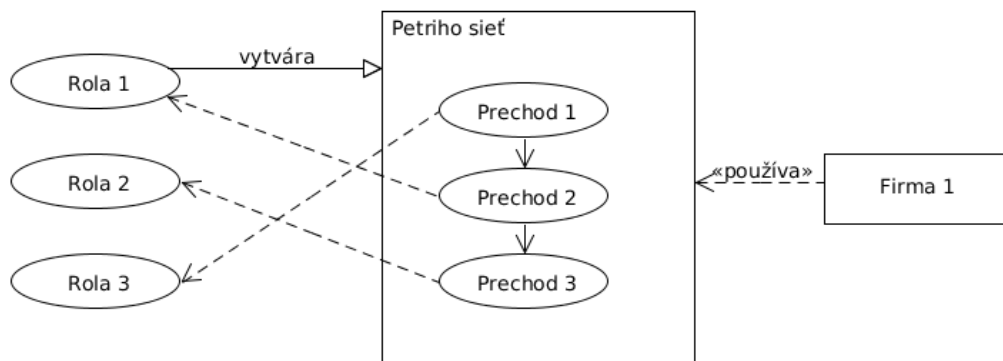 Petriho sieť
vytvára
Rola 1
Prechod 1
Rola 2
Prechod 2
«používa»
Firma 1
Rola 3
Prechod 3